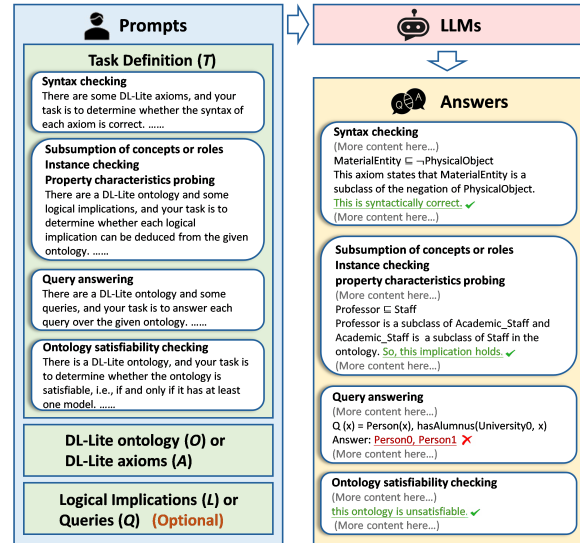 Prompts
Task Definition (T)
Syntax checking
There are some DL-Lite axioms, and your
task is to determine whether the syntax of
each axiom is correct. ......
Subsumption of concepts or roles
Instance checking
Property characteristics probing
There are a DL-Lite ontology and some
logical implications, and your task is to
determine whether each logical
implication can be deduced from the given
ontology. ......
Query answering
There are a DL-Lite ontology and some
queries, and your task is to answer each
query over the given ontology. ......
Ontology satisfiability checking
There is a DL-Lite ontology, and your task is
to determine whether the ontology is
satisfiable, i.e., if and only if it has at least
one model. ......
DL-Lite ontology (O) or
DL-Lite axioms (A)
Logical Implications (L) or
Queries (Q) (Optional)
LLMs
Q A
Answers
Syntax checking
(More content here...)
MaterialEntity ⊑ ¬PhysicalObject
This axiom states that MaterialEntity is a
subclass of the negation of PhysicalObject.
This is syntactically correct. ✓
(More content here...)
Subsumption of concepts or roles
Instance checking
property characteristics probing
(More content here...)
Professor ⊑ Staff
Professor is a subclass of Academic_Staff and
Academic_Staff is a subclass of Staff in the
ontology. So, this implication holds. ✓
(More content here...)
Query answering
(More content here...)
Q (x) = Person(x), hasAlumnus(University0, x)
Answer: Person0, Person1 ✗
(More content here...)
Ontology satisfiability checking
(More content here...)
this ontology is unsatisfiable. ✓
(More content here...)